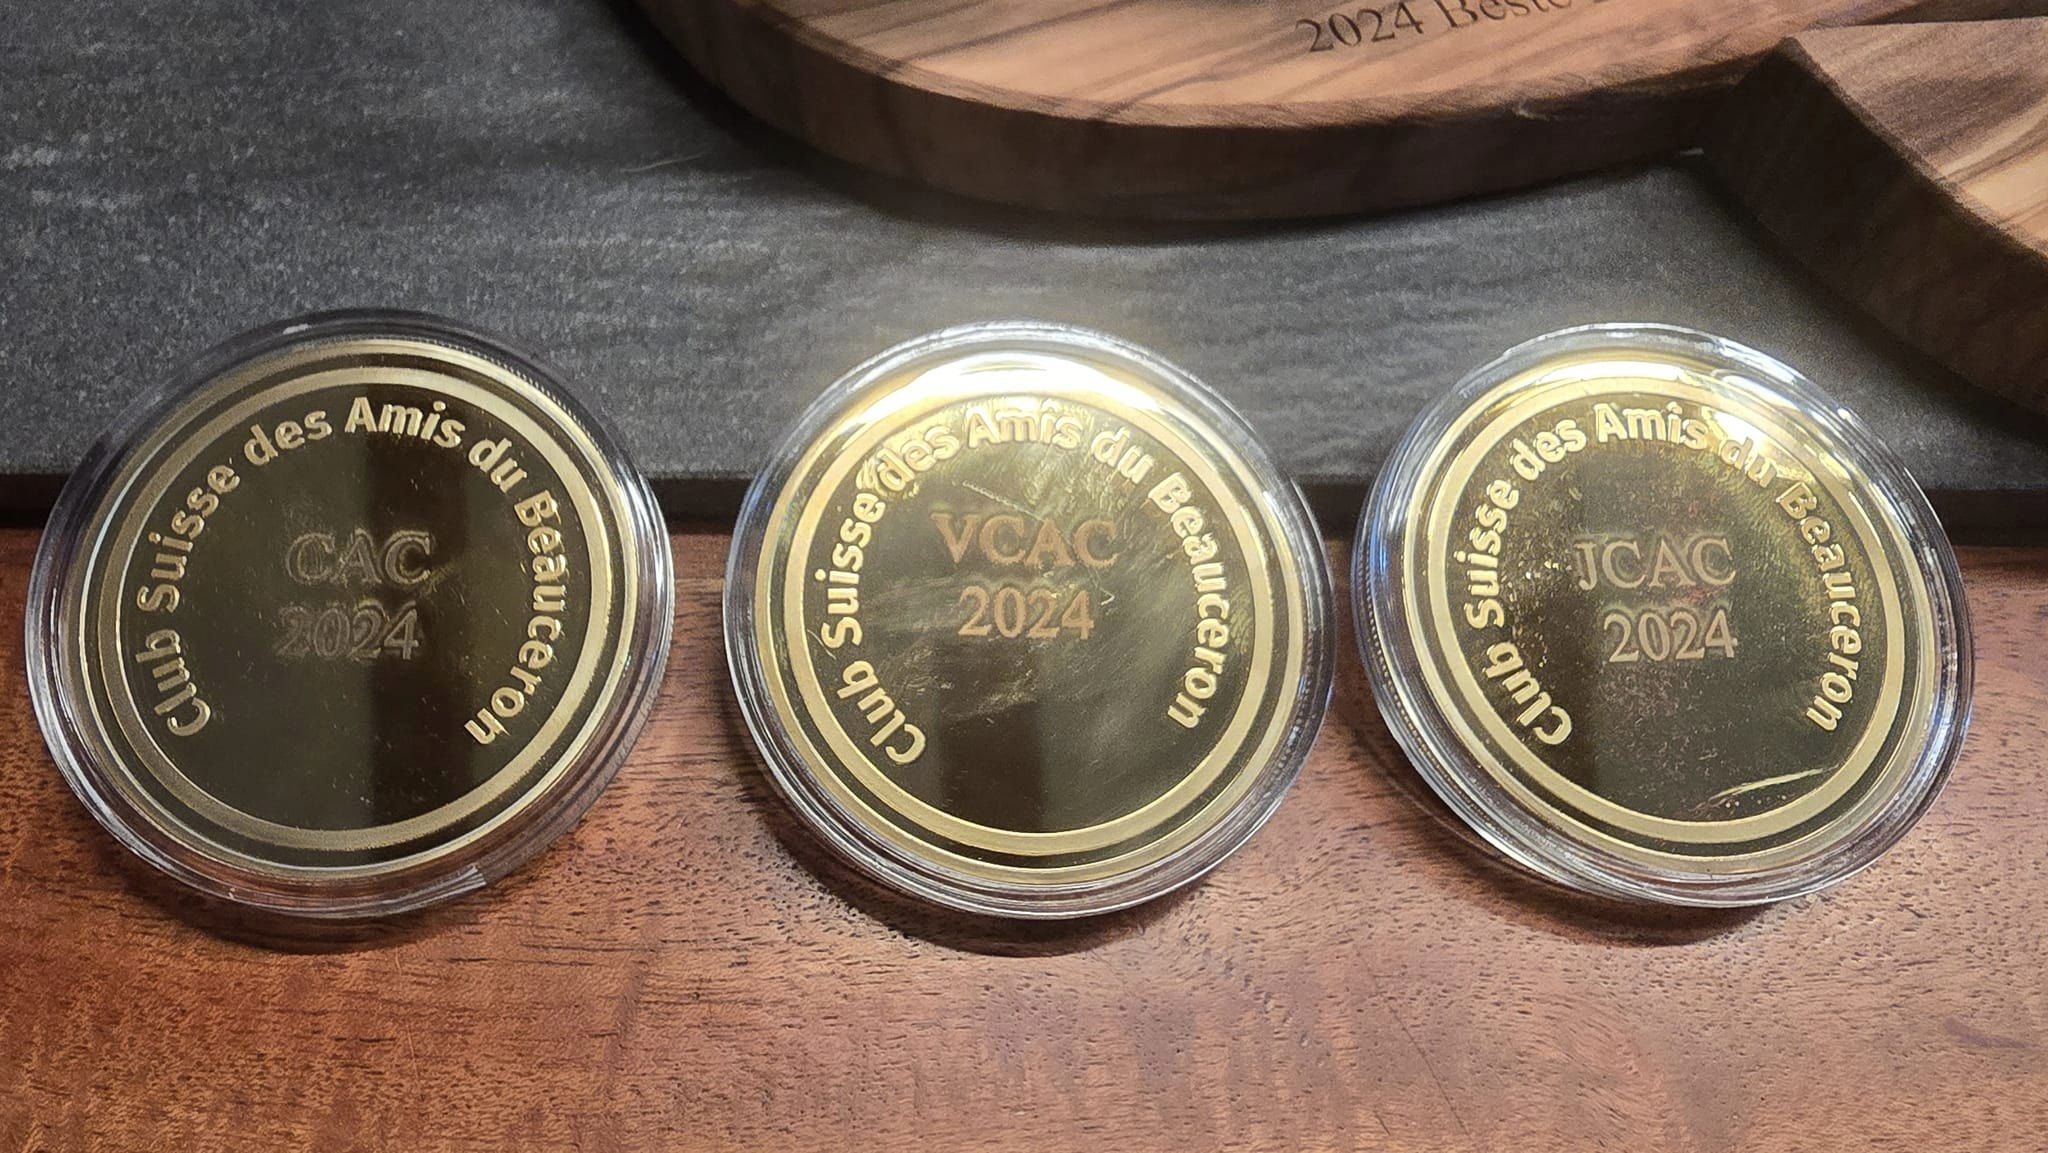 2024 Beste
Club Suisse des Amis du Beauceron
CAC
2024
Club Suisse des Amis du Beauceron
VCAC
2024
Club Suisse des Amis du Beauceron
JCAC
2024